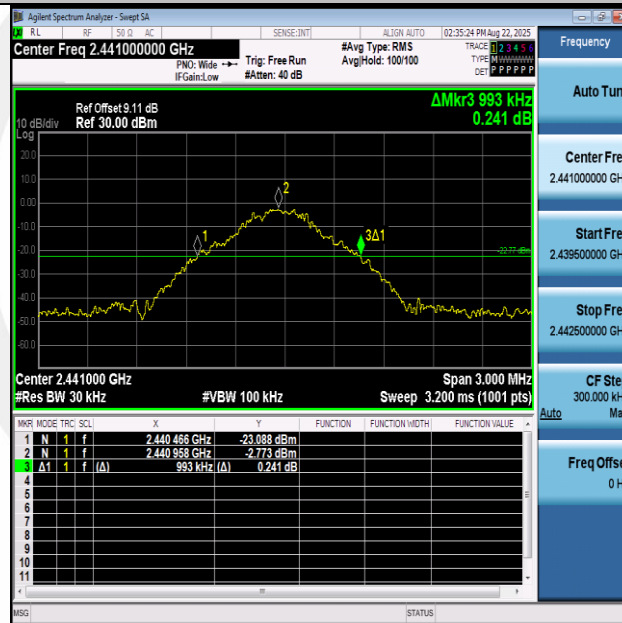 Agilent Spectrum Analyzer - Swept SA
RL RF 50 Ω AC SENSE:INT ALIGN AUTO 02:35:24 PM Aug 22, 2025
Center Freq 2.441000000 GHz
PNO: Wide
IFGain:Low
Trig: Free Run
#Atten: 40 dB
#Avg Type: RMS
Avg|Hold: 100/100
TRACE 1 2 3 4 5 6
TYPE M
DET P P P P P P
Ref Offset 9.11 dB
Ref 30.00 dBm
10 dB/div
Log
ΔMkr3 993 kHz
0.241 dB
20.0
10.0
0.00
-10.0
-20.0
-30.0
-40.0
-50.0
-60.0
1
2
3Δ1
-22.77 dBm
Center 2.441000 GHz Span 3.000 MHz
#Res BW 30 kHz #VBW 100 kHz Sweep 3.200 ms (1001 pts)
MKR MODE TRC SCL X Y FUNCTION FUNCTION WIDTH FUNCTION VALUE
1 N 1 f 2.440 466 GHz -23.088 dBm
2 N 1 f 2.440 958 GHz -2.773 dBm
3 Δ1 1 f (Δ) 993 kHz (Δ) 0.241 dB
4
5
6
7
8
9
10
11
MSG STATUS
Frequency
Auto Tun
Center Fre
2.441000000 GH
Start Fre
2.439500000 GH
Stop Fre
2.442500000 GH
CF Ste
300.000 kH
Auto Ma
Freq Offse
0 H